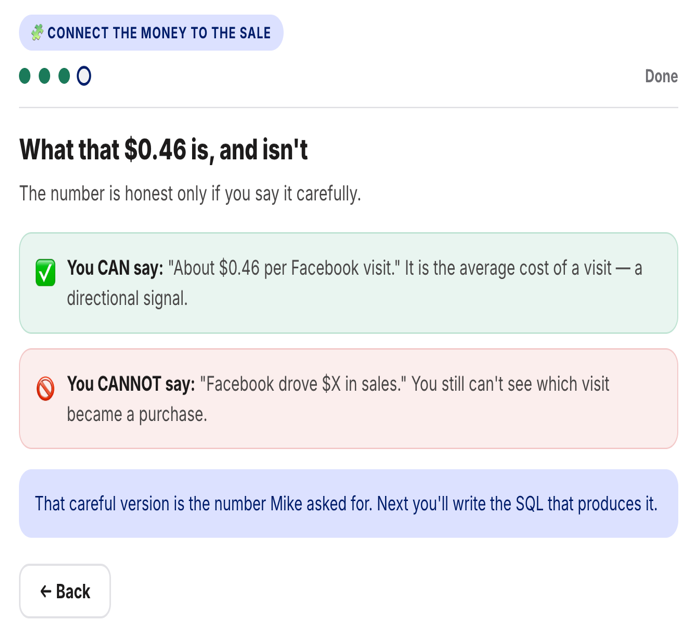 CONNECT THE MONEY TO THE SALE
Done
What that $0.46 is, and isn't
The number is honest only if you say it carefully.
You CAN say: "About $0.46 per Facebook visit." It is the average cost of a visit — a
directional signal.
You CANNOT say: "Facebook drove $X in sales." You still can't see which visit
became a purchase.
That careful version is the number Mike asked for. Next you'll write the SQL that produces it.
← Back